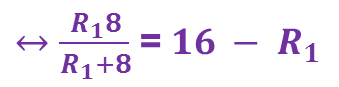 ↔ R₁8 / R₁+8 = 16 − R₁